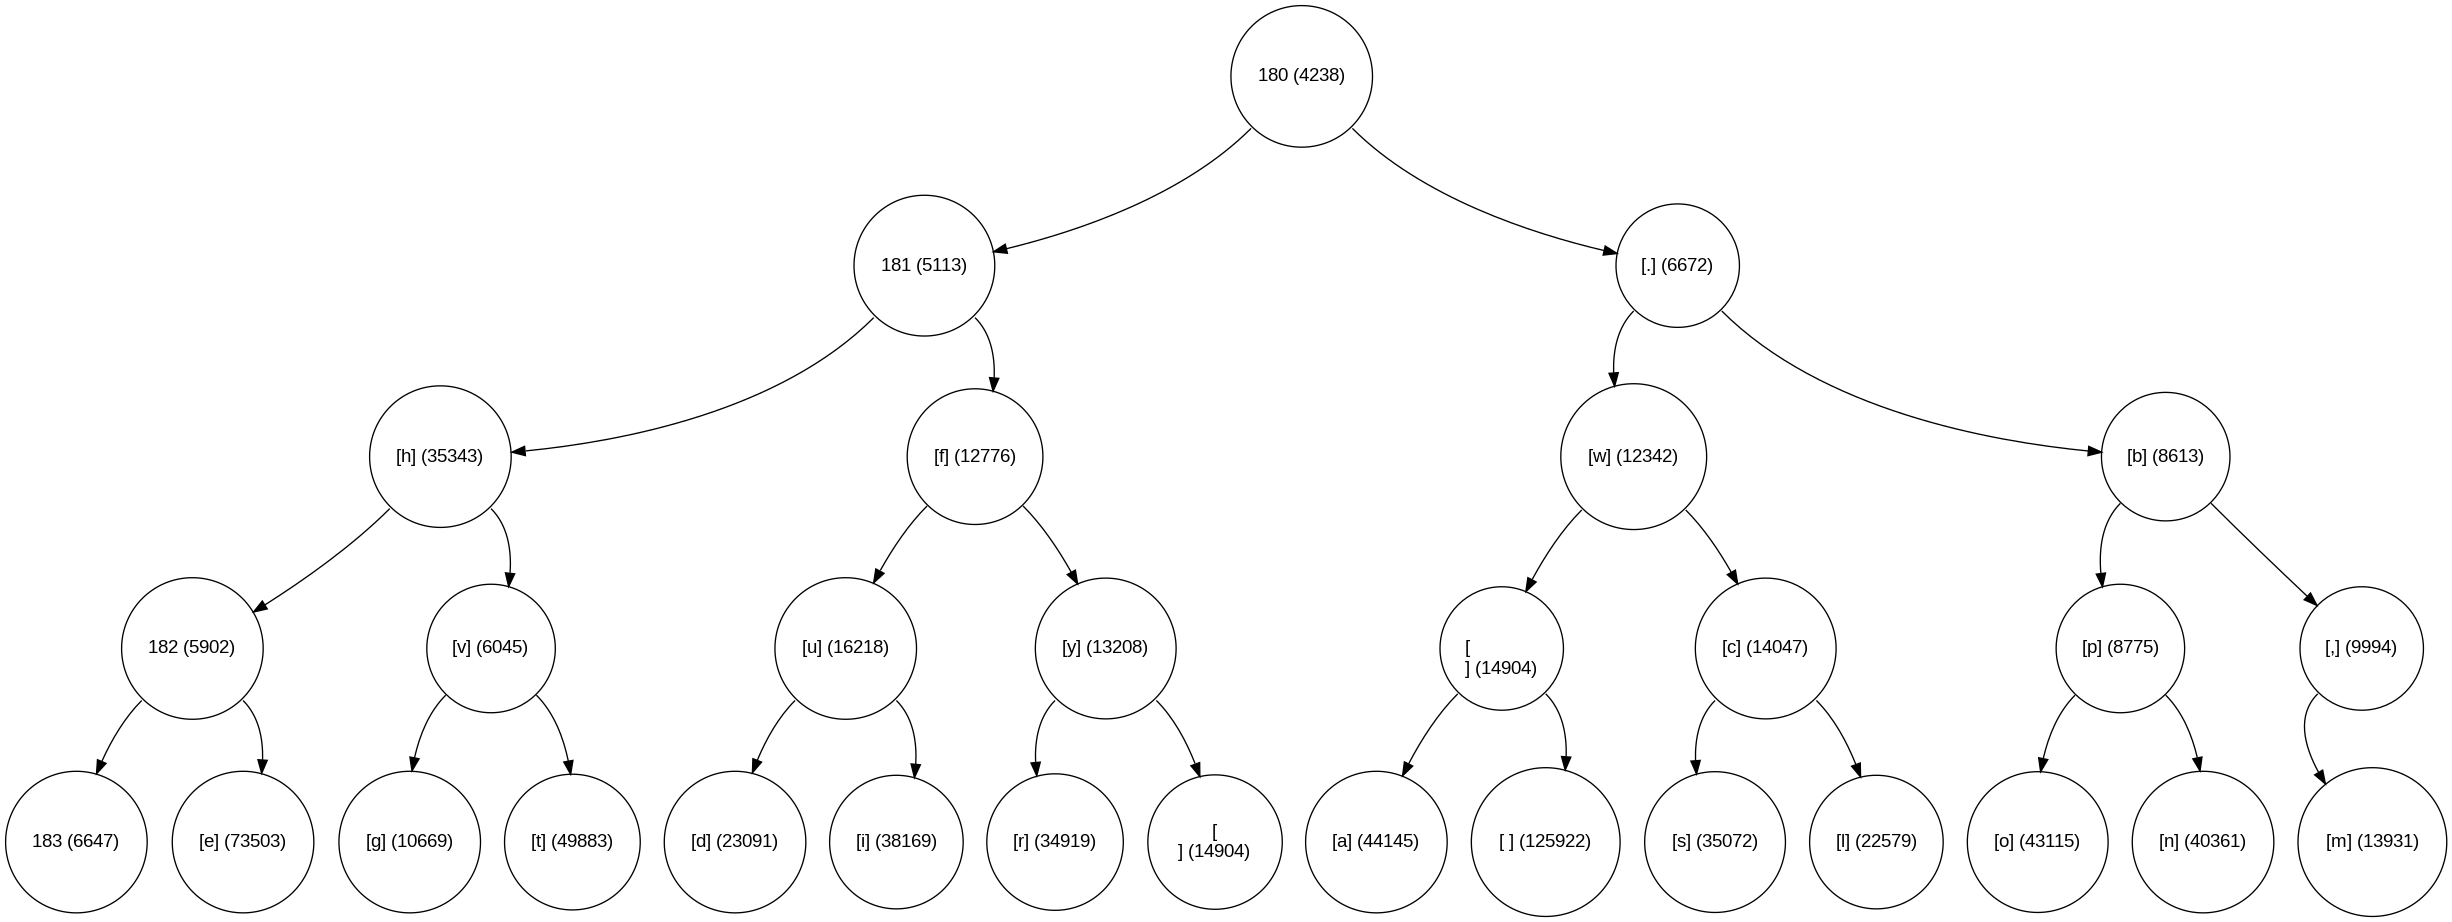 180 (4238)
181 (5113)
[.] (6672)
[h] (35343)
[f] (12776)
[w] (12342)
[b] (8613)
182 (5902)
[v] (6045)
[u] (16218)
[y] (13208)
[
] (14904)
[c] (14047)
[p] (8775)
[,] (9994)
183 (6647)
[e] (73503)
[g] (10669)
[t] (49883)
[d] (23091)
[i] (38169)
[r] (34919)
[
] (14904)
[a] (44145)
[ ] (125922)
[s] (35072)
[l] (22579)
[o] (43115)
[n] (40361)
[m] (13931)